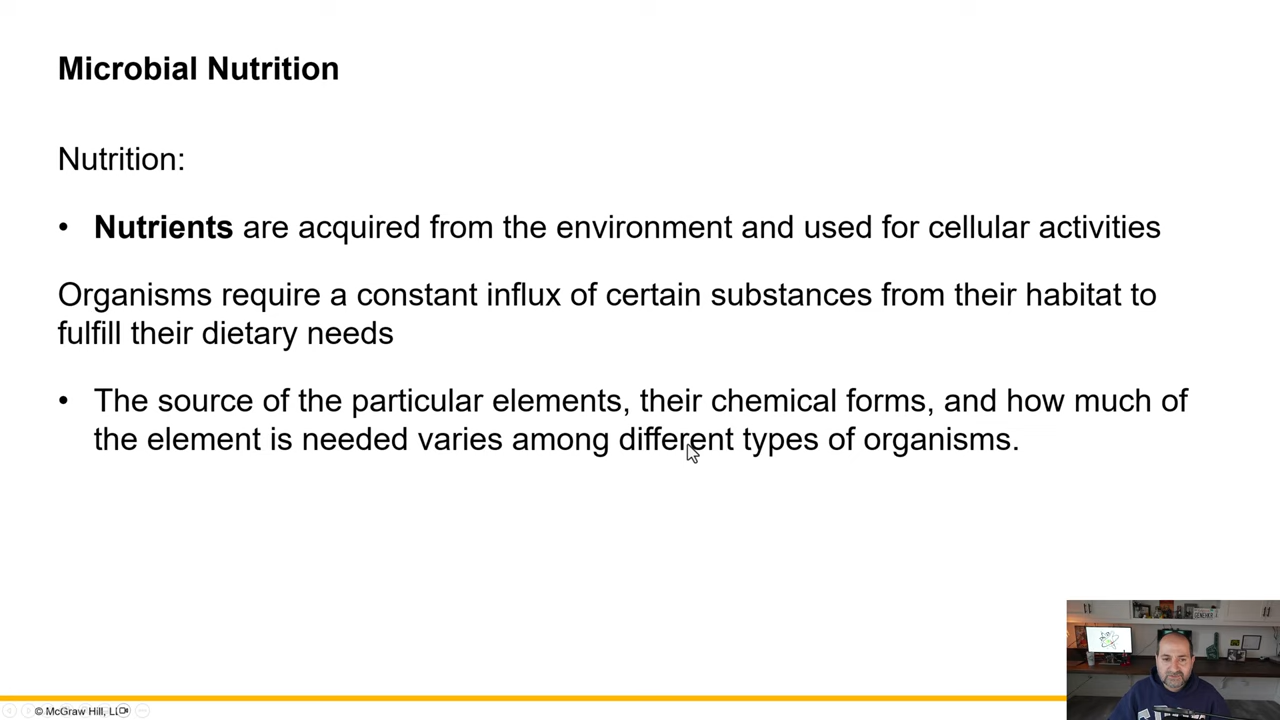 Microbial Nutrition
Nutrition:
• Nutrients are acquired from the environment and used for cellular activities
Organisms require a constant influx of certain substances from their habitat to
fulfill their dietary needs
• The source of the particular elements, their chemical forms, and how much of
the element is needed varies among different types of organisms.
© McGraw Hill,